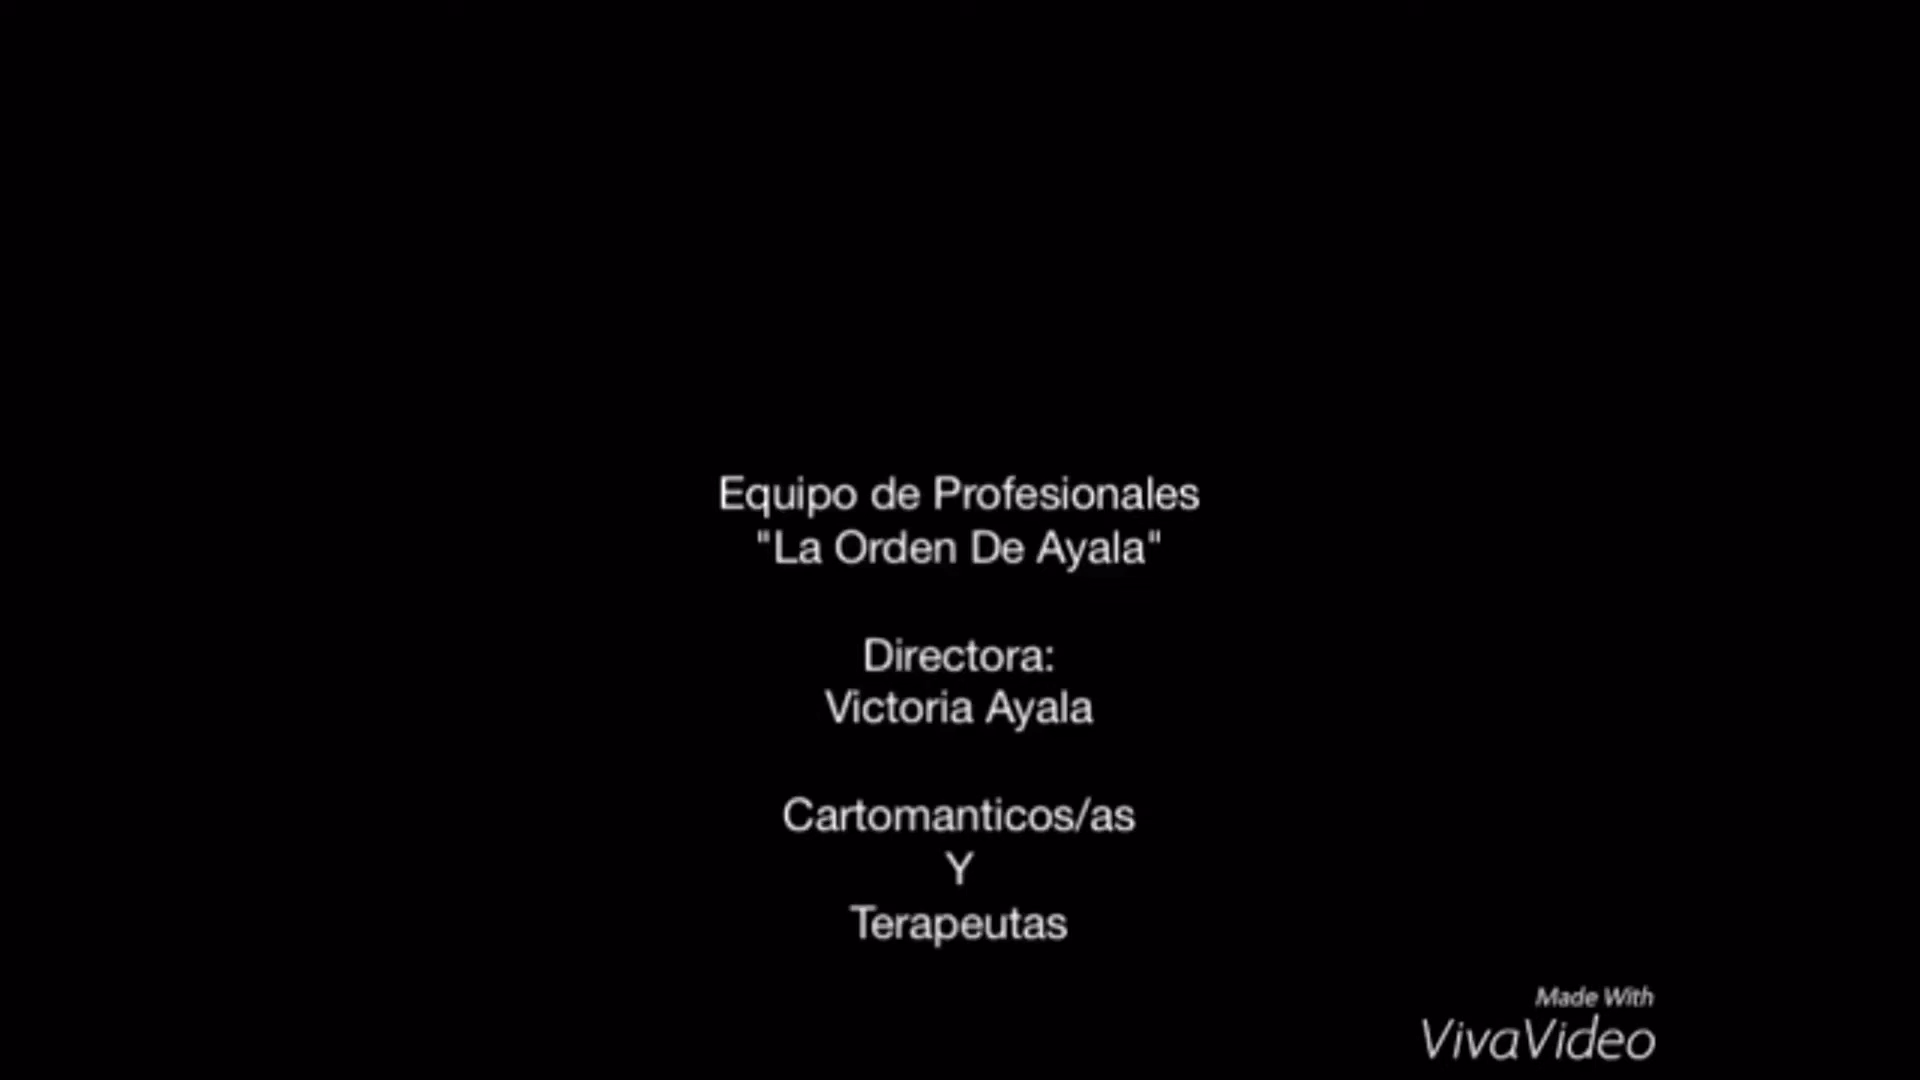 Equipo de Profesionales
"La Orden De Ayala"
Directora:
Victoria Ayala
Cartomanticos/as
Y
Terapeutas
Made With
VivaVideo